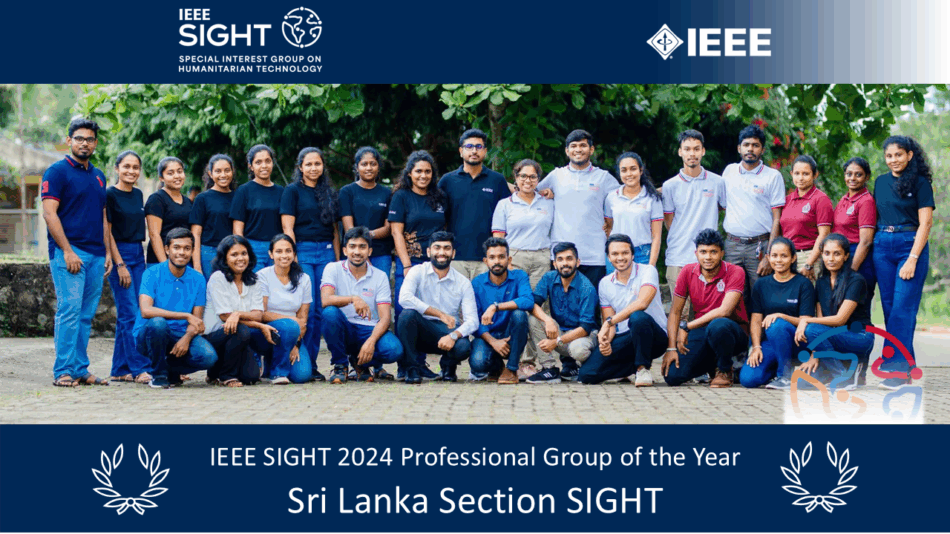 IEEE
SIGHT
SPECIAL INTEREST GROUP ON
HUMANITARIAN TECHNOLOGY
IEEE
IEEE SIGHT 2024 Professional Group of the Year
Sri Lanka Section SIGHT